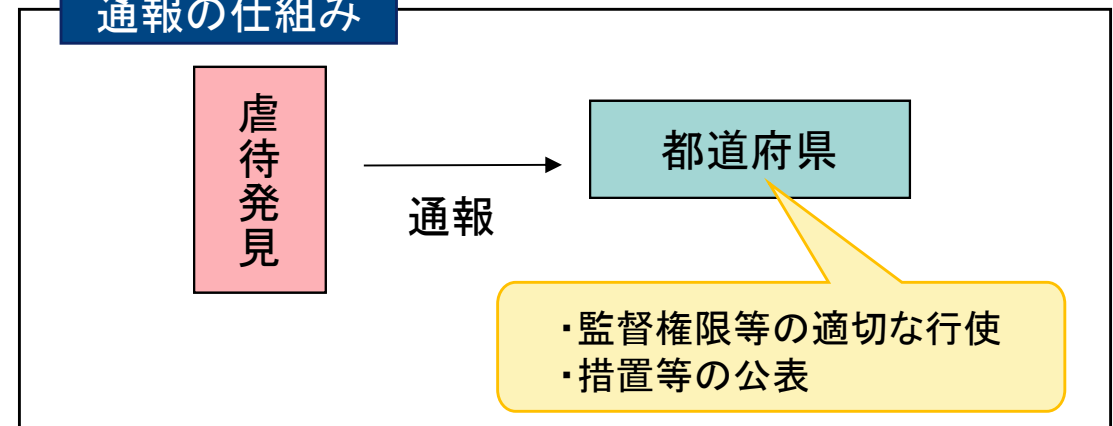 通報の仕組み
虐待発見
通報
都道府県
・監督権限等の適切な行使
・措置等の公表